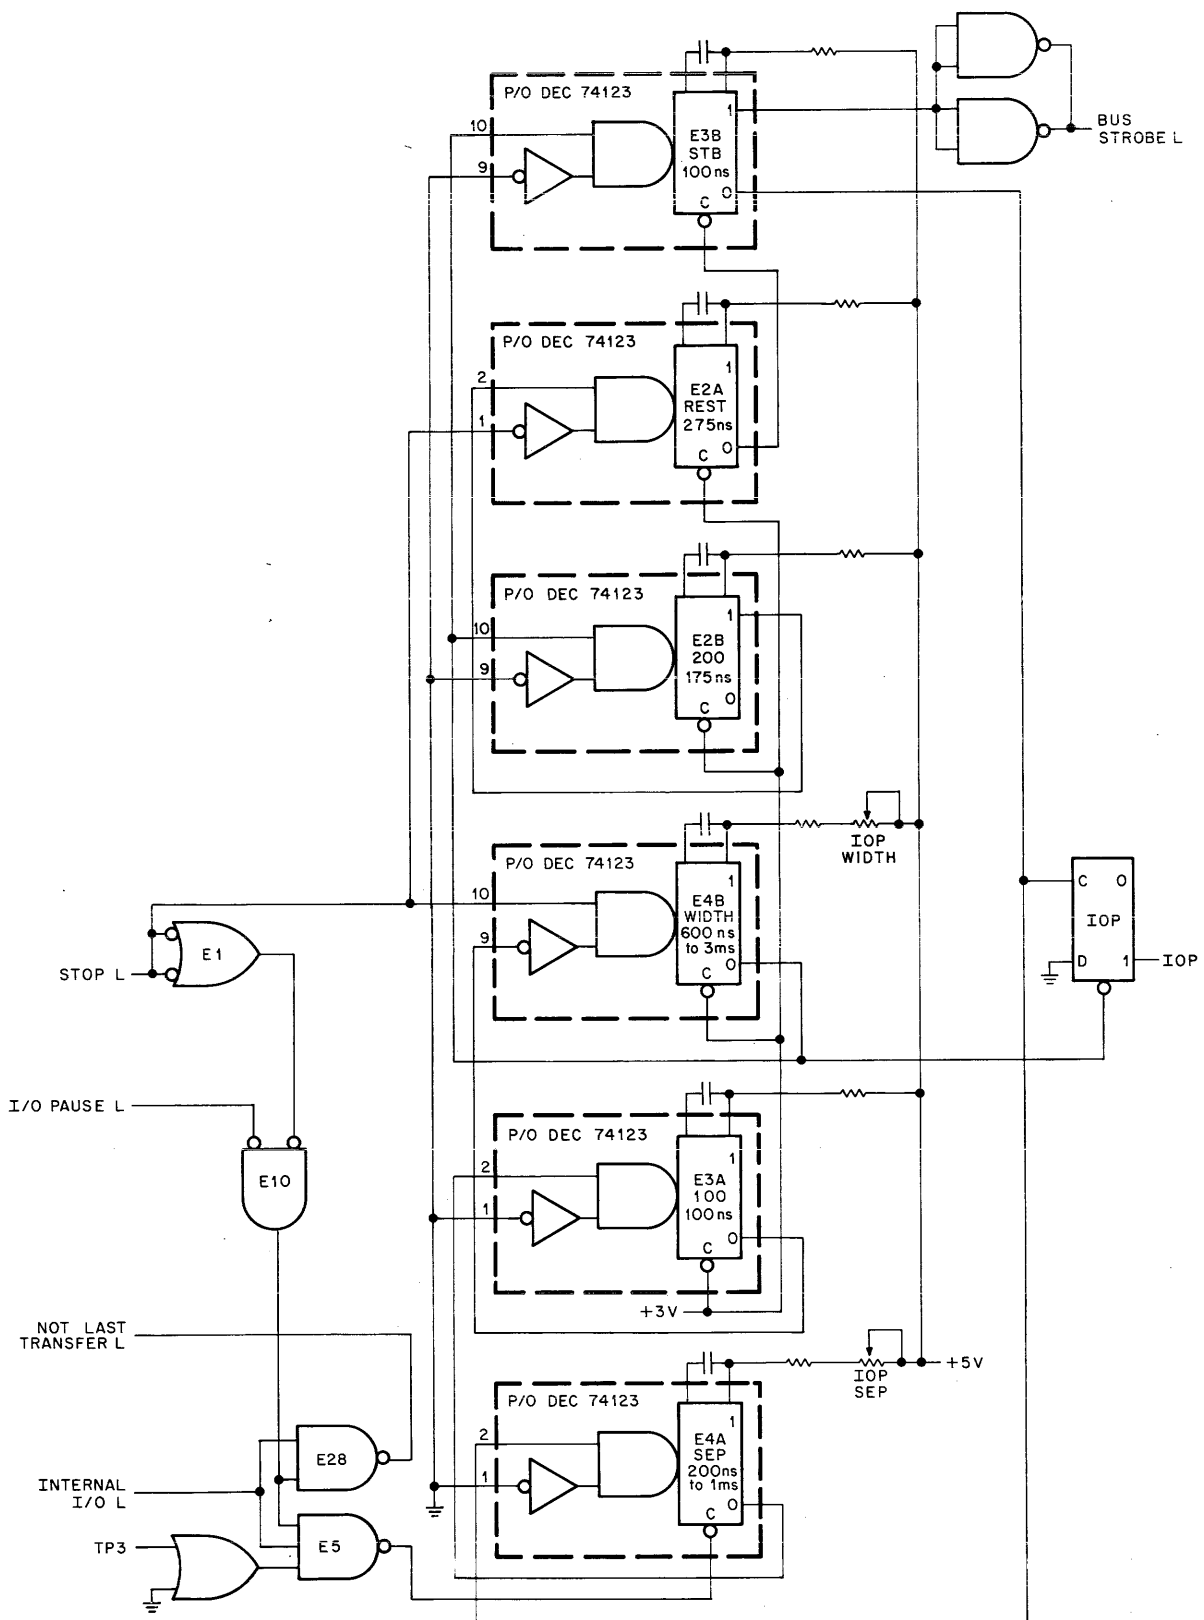 P/O DEC 74123
10
9
E3B
STB
100 ns
1
0
C
BUS
STROBE L
P/O DEC 74123
2
1
E2A
REST
275ns
1
0
C
P/O DEC 74123
10
9
E2B
200
175ns
1
0
C
IOP
WIDTH
P/O DEC 74123
10
9
E4B
WIDTH
600 ns
to 3ms
1
0
C
STOP L
E1
C
0
IOP
D
1
IOP
I/O PAUSE L
E10
P/O DEC 74123
2
1
E3A
100
100ns
1
0
C
+3V
NOT LAST
TRANSFER L
IOP
SEP
+5V
P/O DEC 74123
2
1
E4A
SEP
200ns
to 1ms
1
0
C
E28
INTERNAL
I/O L
TP3
E5